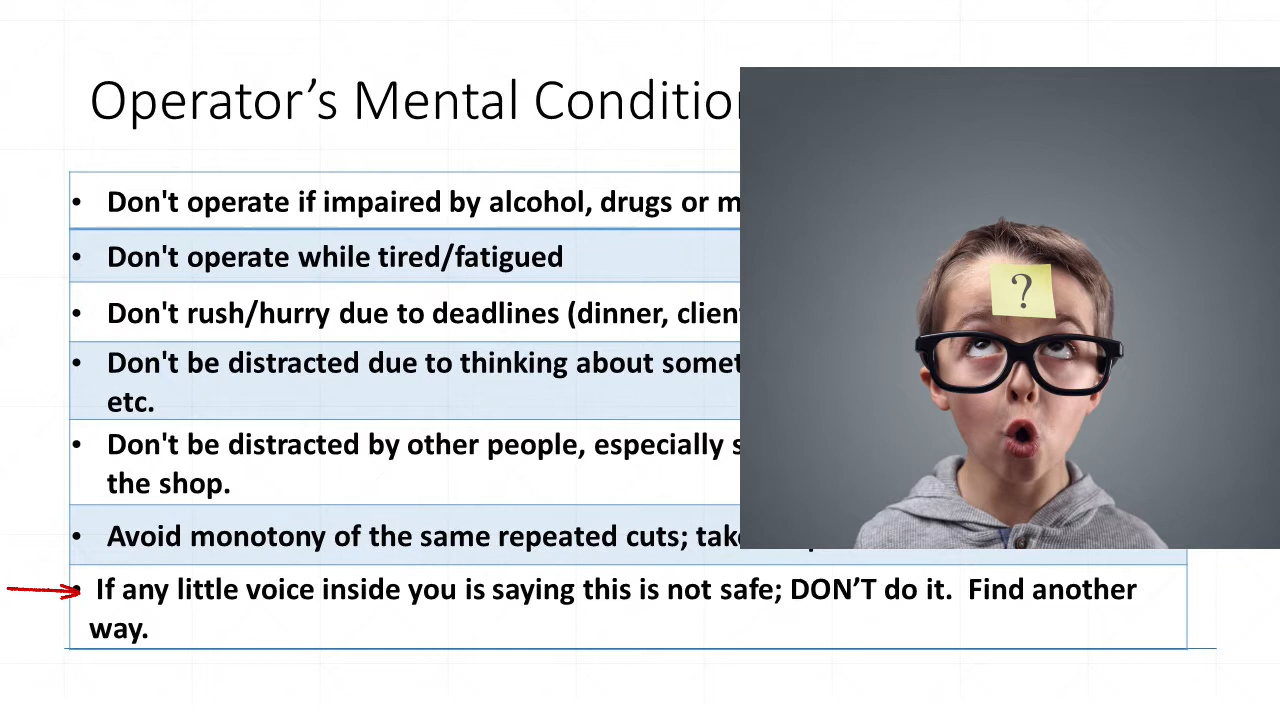 Operator’s Mental Condition
• Don't operate if impaired by alcohol, drugs or
• Don't operate while tired/fatigued
• Don't rush/hurry due to deadlines (dinner,
• Don't be distracted due to thinking about
etc.
• Don't be distracted by other people, especially
the shop.
• Avoid monotony of the same repeated cuts;
• If any little voice inside you is saying this is not safe; DON’T do it.  Find another
way.
?